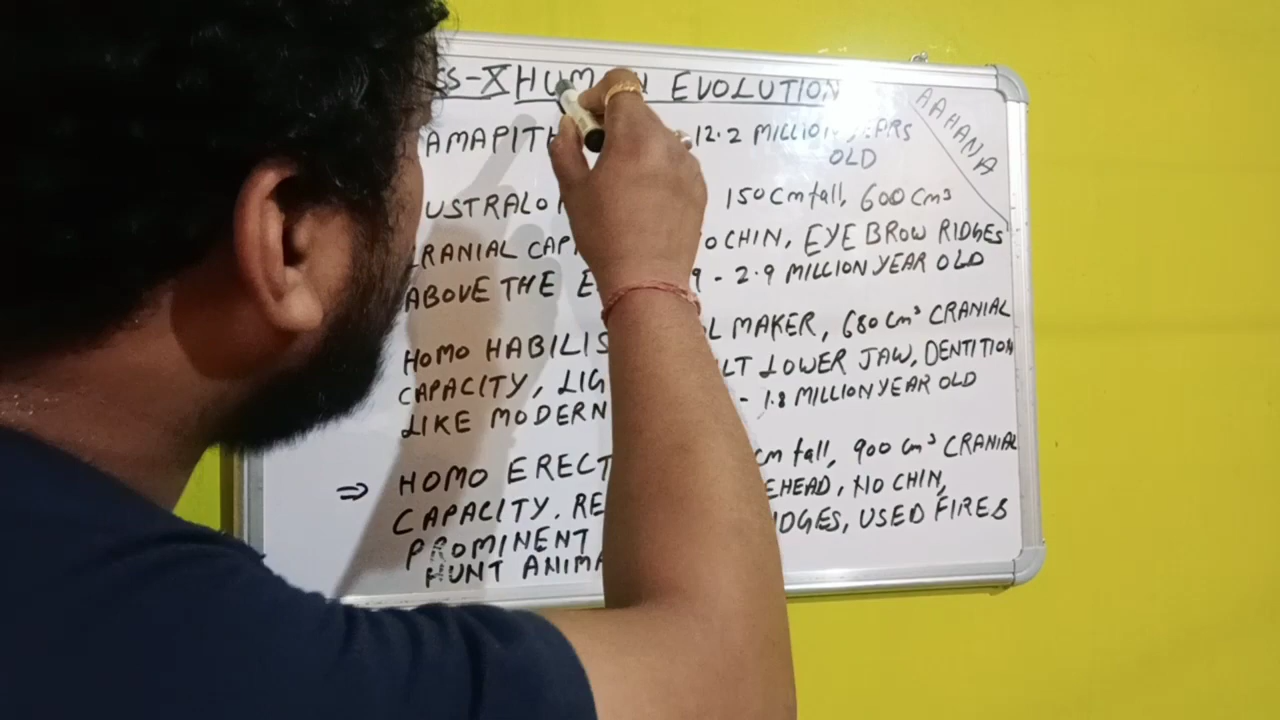 SS-X HUMAN EVOLUTION
AAHANA
AMAPITH 12.2 MILLION YEARS
OLD
USTRALO 150 Cm tall, 600 Cm³
CRANIAL CAP O CHIN, EYE BROW RIDGES
ABOVE THE E 9 - 2.9 MILLION YEAR OLD
HOMO HABILIS L MAKER, 680 Cm³ CRANIAL
CAPACITY, LIG LT LOWER JAW, DENTITION
LIKE MODERN - 1.8 MILLION YEAR OLD
⇒ HOMO ERECT cm tall, 900 cm³ CRANIAL
CAPACITY. RE EHEAD, NO CHIN,
PROMINENT IDGES, USED FIRES
HUNT ANIMA